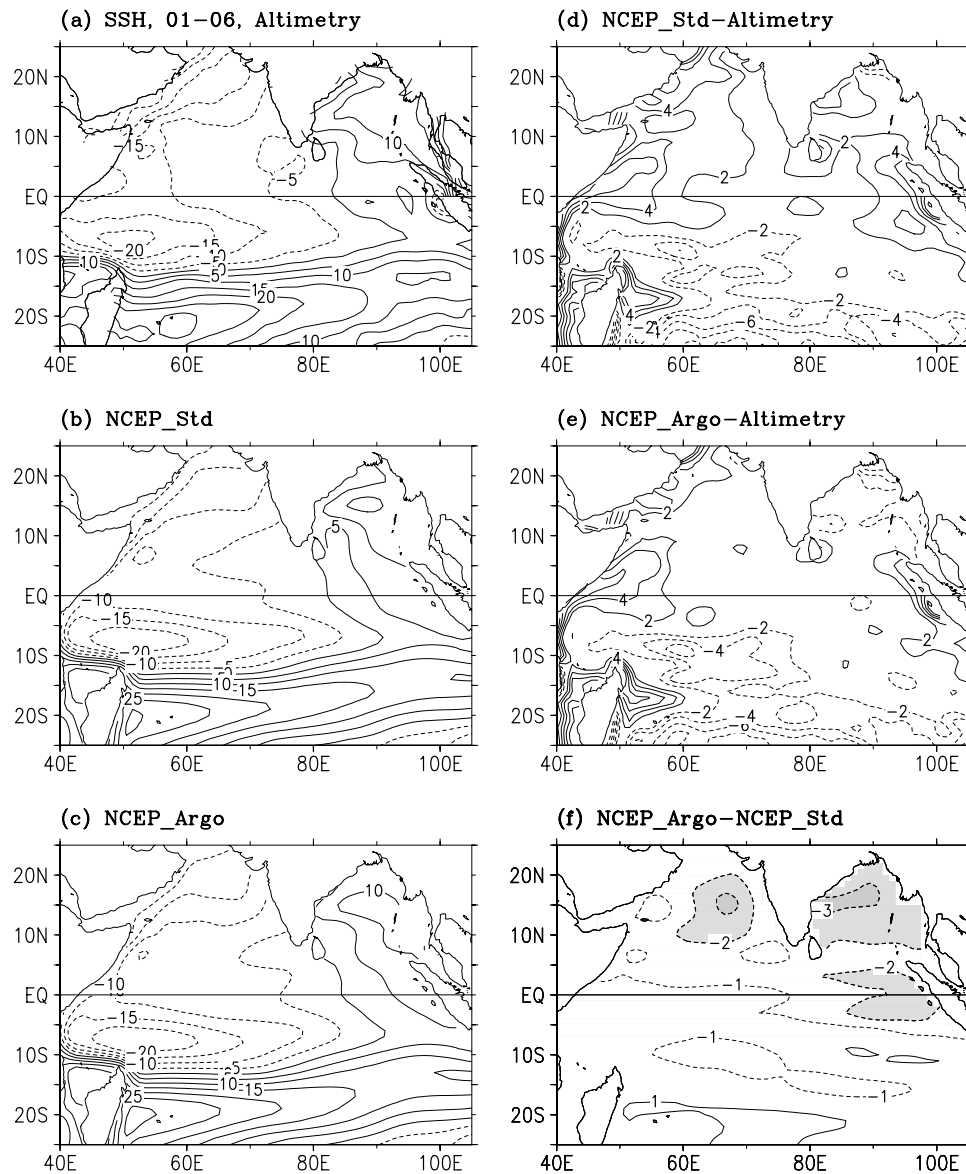 (a) SSH, 01-06, Altimetry
20N
10N
EQ
10S
20S
40E 60E 80E 100E
-15
10
-5
-15
-20
10
5
10
15
20
10
10
(d) NCEP_Std-Altimetry
20N
10N
EQ
10S
20S
40E 60E 80E 100E
4
2
4
2
2
4
-2
2
4
-2
-2
-6
-4
(b) NCEP_Std
20N
10N
EQ
10S
20S
40E 60E 80E 100E
5
-10
-15
-20
-10
-5
10
15
25
(e) NCEP_Argo-Altimetry
20N
10N
EQ
10S
20S
40E 60E 80E 100E
2
4
2
2
-2
-4
4
-2
-4
-2
(c) NCEP_Argo
20N
10N
EQ
10S
20S
40E 60E 80E 100E
10
-10
-15
-20
-10
-5
10
15
25
(f) NCEP_Argo-NCEP_Std
20N
10N
EQ
10S
20S
40E 60E 80E 100E
-3
-2
-2
-1
-1
-1
1